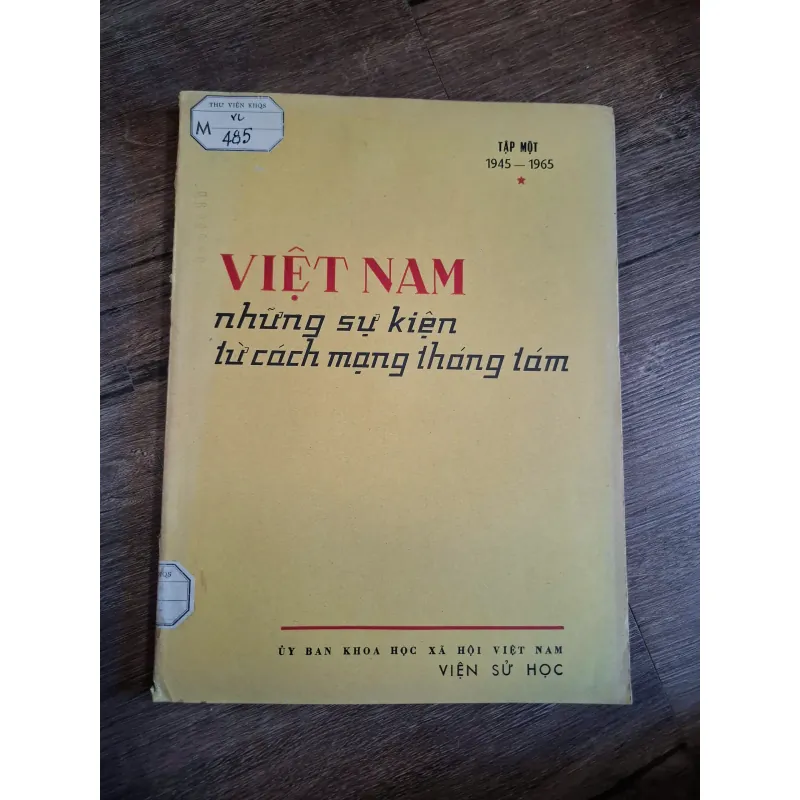 THƯ VIỆN KHQS
VL
M 485
TẬP MỘT
1945 — 1965
VIỆT NAM
những sự kiện
từ cách mạng tháng tám
ỦY BAN KHOA HỌC XÃ HỘI VIỆT NAM
VIỆN SỬ HỌC